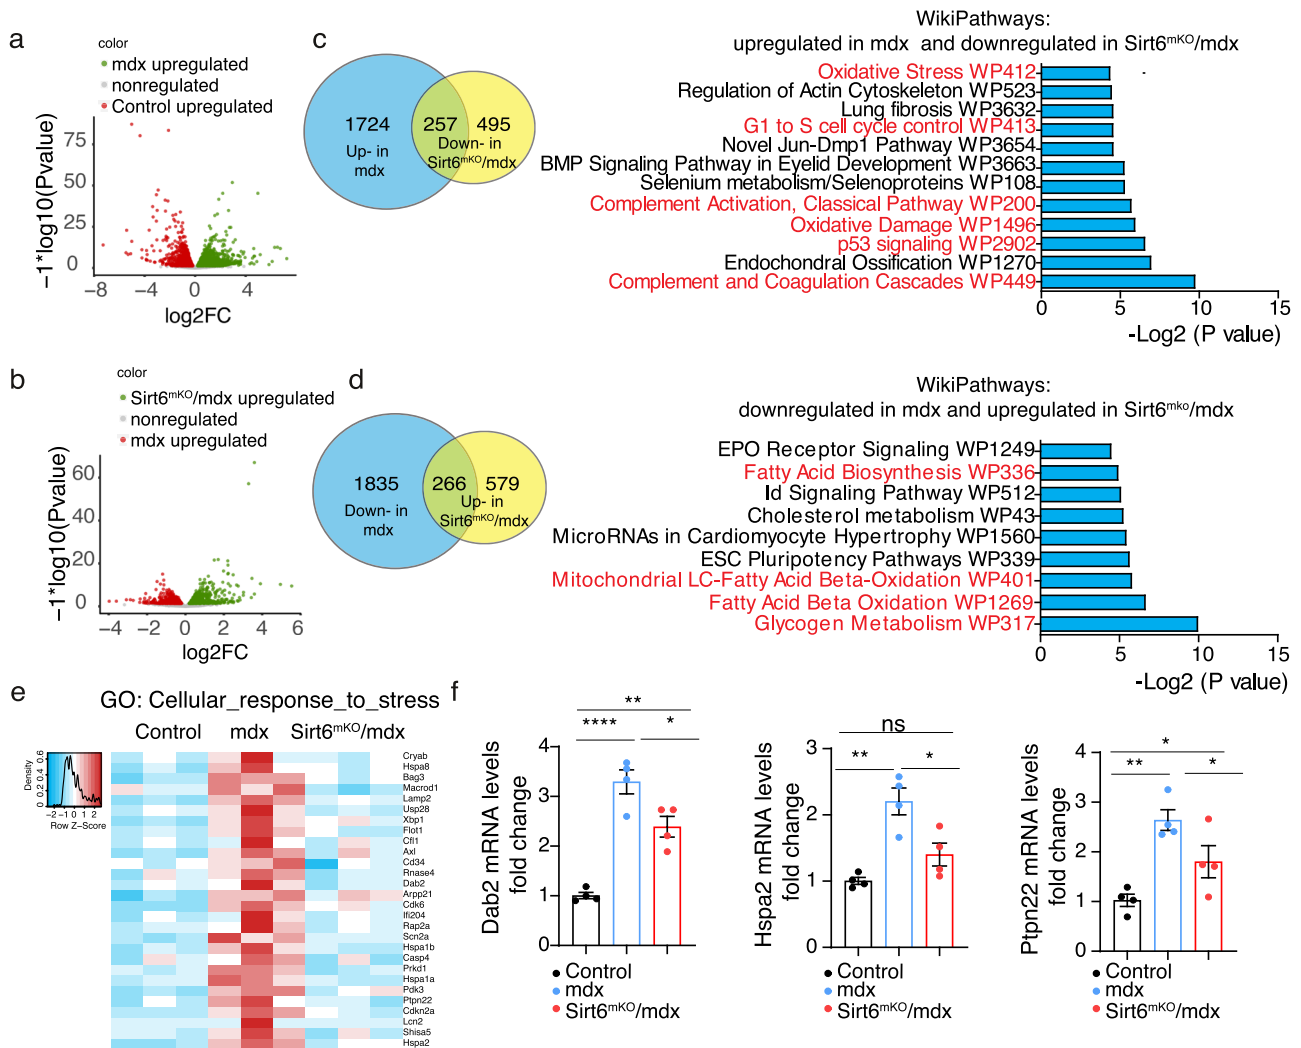 a
color
mdx upregulated
nonregulated
Control upregulated
75
50
25
0
−1*log10(Pvalue)
−8
−4
0
4
log2FC
c
1724
257
495
Up- in
mdx
Down- in
Sirt6mKO/mdx
WikiPathways:
upregulated in mdx and downregulated in Sirt6mKO/mdx
Oxidative Stress WP412
Regulation of Actin Cytoskeleton WP523
Lung fibrosis WP3632
G1 to S cell cycle control WP413
Novel Jun-Dmp1 Pathway WP3654
BMP Signaling Pathway in Eyelid Development WP3663
Selenium metabolism/Selenoproteins WP108
Complement Activation, Classical Pathway WP200
Oxidative Damage WP1496
p53 signaling WP2902
Endochondral Ossification WP1270
Complement and Coagulation Cascades WP449
0
5
10
15
-Log2 (P value)
b
color
Sirt6mKO/mdx upregulated
nonregulated
mdx upregulated
60
40
20
0
−1*log10(Pvalue)
−4
−2
0
2
4
6
log2FC
d
1835
266
579
Down- in
mdx
Up- in
Sirt6mKO/mdx
WikiPathways:
downregulated in mdx and upregulated in Sirt6mko/mdx
EPO Receptor Signaling WP1249
Fatty Acid Biosynthesis WP336
Id Signaling Pathway WP512
Cholesterol metabolism WP43
MicroRNAs in Cardiomyocyte Hypertrophy WP1560
ESC Pluripotency Pathways WP339
Mitochondrial LC-Fatty Acid Beta-Oxidation WP401
Fatty Acid Beta Oxidation WP1269
Glycogen Metabolism WP317
0
5
10
15
-Log2 (P value)
e
GO: Cellular_response_to_stress
Control
mdx
Sirt6mKO/mdx
Density
0 0.2 0.4 0.6
−2 −1 0 1 2
Row Z−Score
Cryab
Hspa8
Bag3
Macrod1
Lamp2
Usp28
Xbp1
Flot1
Cfl1
Axl
Cd34
Rnase4
Dab2
Arpp21
Cdk6
Ifi204
Rap2a
Scn2a
Hspa1b
Casp4
Prkd1
Hspa1a
Pdk3
Ptpn22
Cdkn2a
Lcn2
Shisa5
Hspa2
f
**
****
*
4
3
2
1
0
Dab2 mRNA levels
fold change
Control
mdx
Sirt6mKO/mdx
ns
**
*
3
2
1
0
Hspa2 mRNA levels
fold change
Control
mdx
Sirt6mKO/mdx
*
**
*
4
3
2
1
0
Ptpn22 mRNA levels
fold change
Control
mdx
Sirt6mKO/mdx